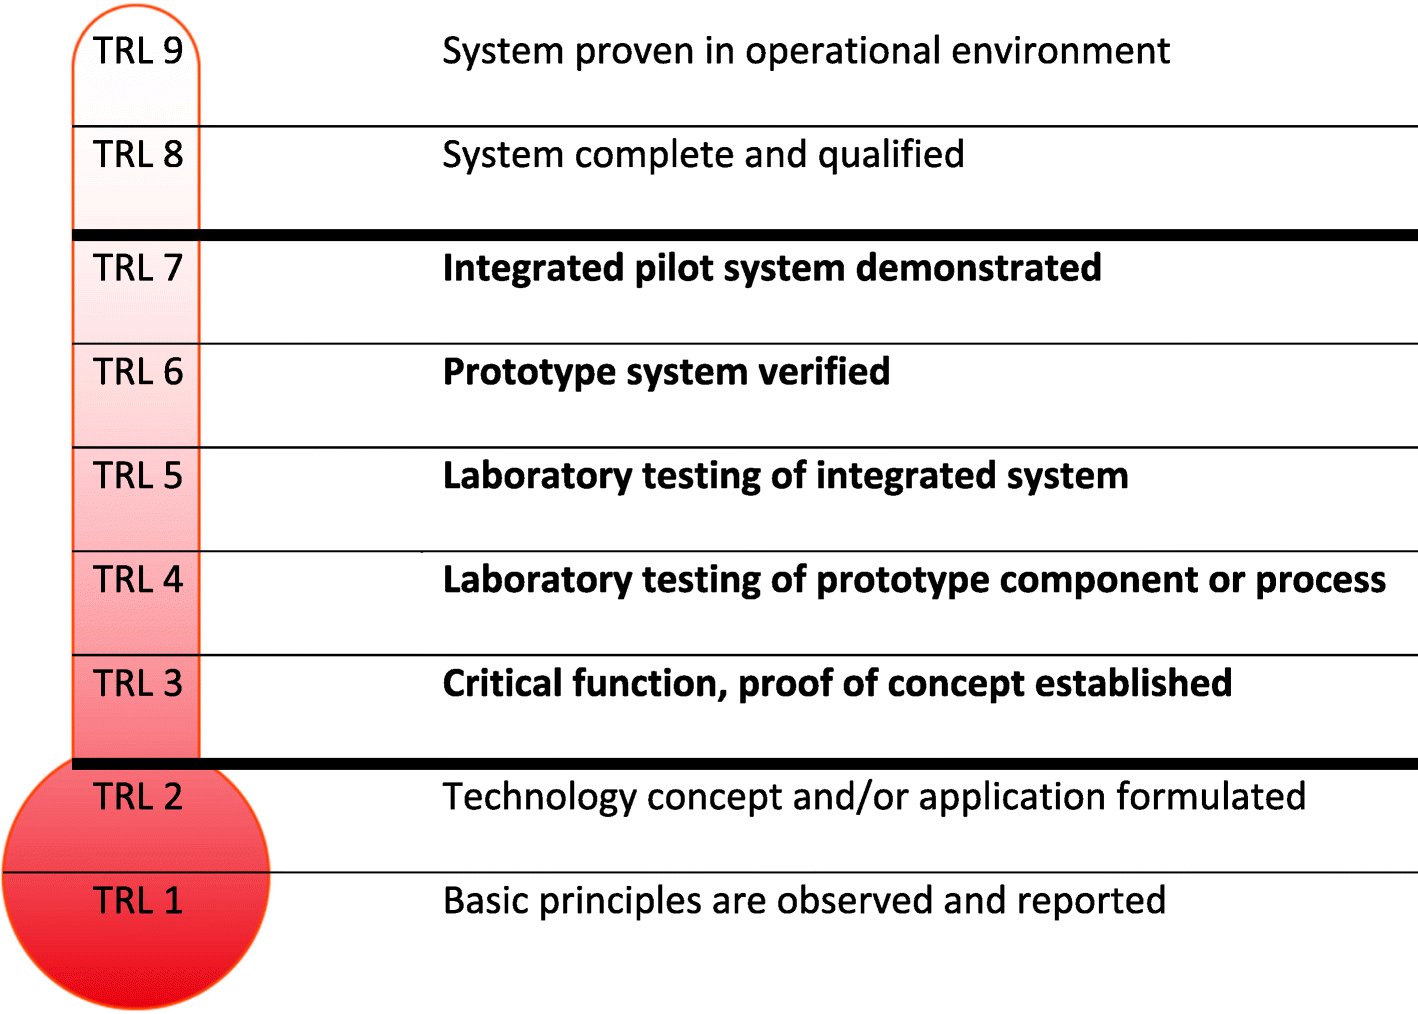 TRL 9 System proven in operational environment
TRL 8 System complete and qualified
TRL 7 Integrated pilot system demonstrated
TRL 6 Prototype system verified
TRL 5 Laboratory testing of integrated system
TRL 4 Laboratory testing of prototype component or process
TRL 3 Critical function, proof of concept established
TRL 2 Technology concept and/or application formulated
TRL 1 Basic principles are observed and reported